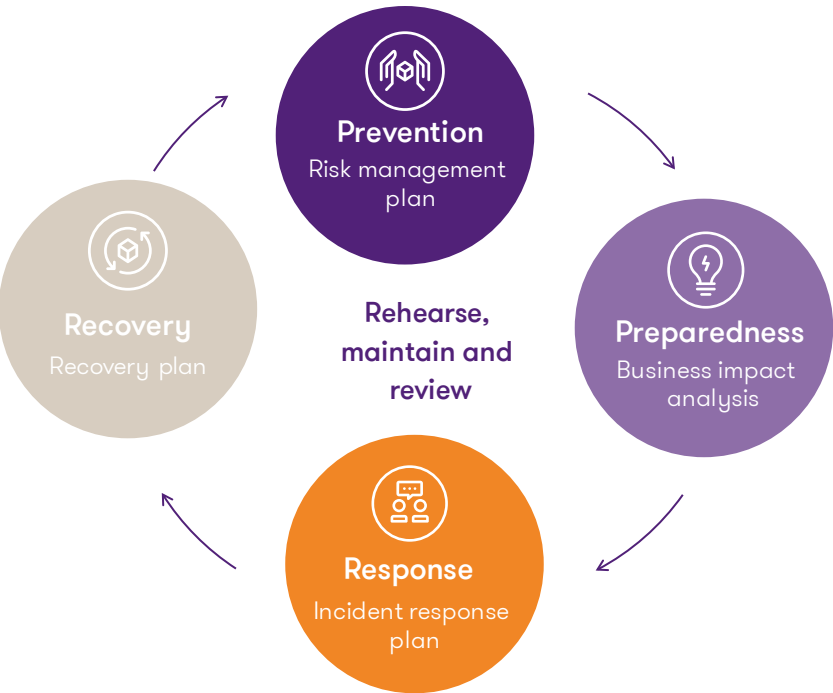 Prevention
Risk management
plan
Preparedness
Business impact
analysis
Response
Incident response
plan
Recovery
Recovery plan
Rehearse,
maintain and
review